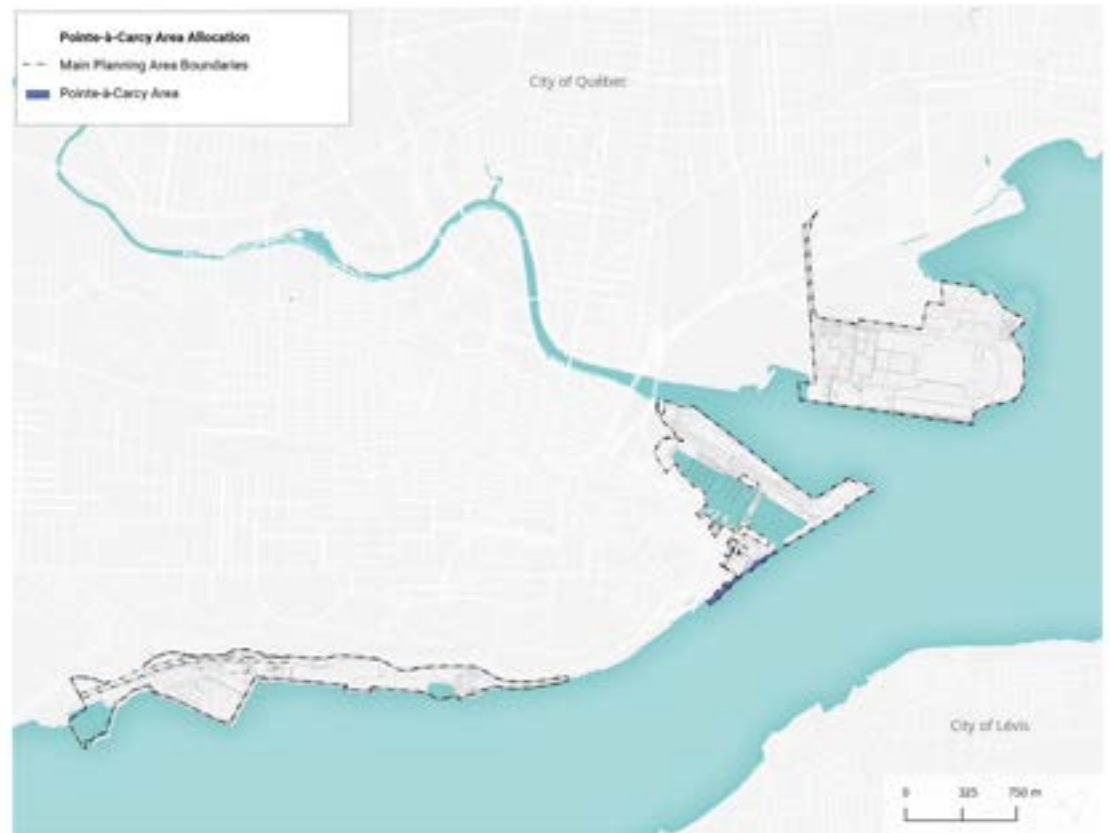 Pointe-à-Carcy Area Allocation
Main Planning Area Boundaries
Pointe-à-Carcy Area
City of Québec
City of Lévis
0 325 750 m